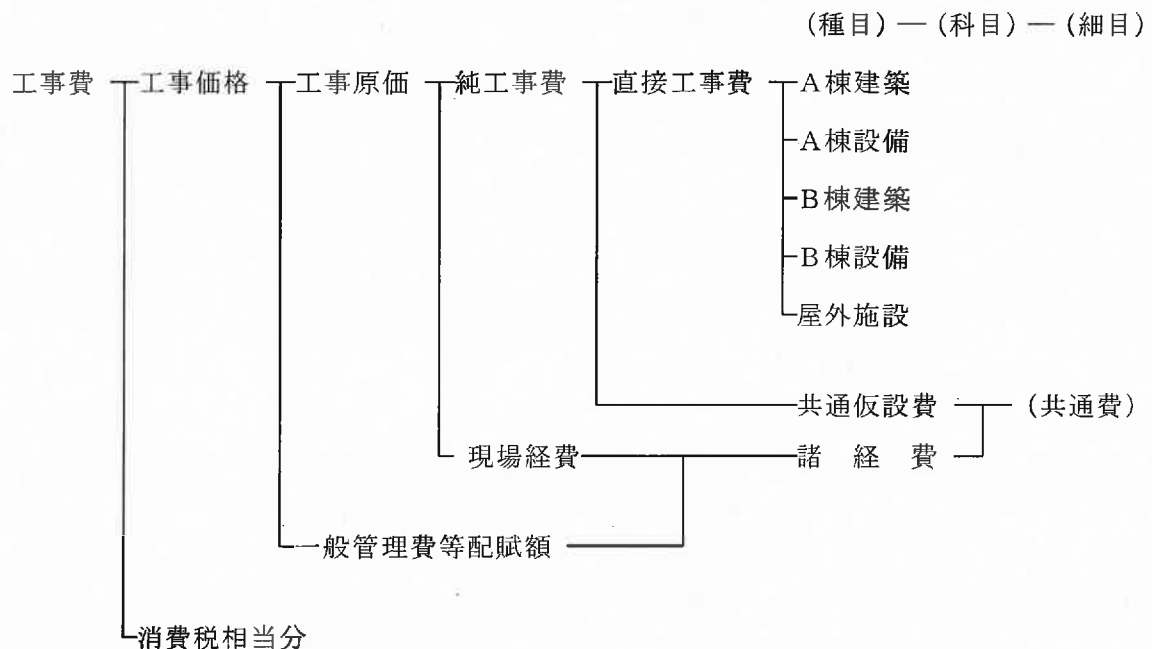 (種目) — (科目) — (細目)
工事費 工事価格 工事原価 純工事費 直接工事費 A棟建築
A棟設備
B棟建築
B棟設備
屋外施設
共通仮設費 (共通費)
現場経費 諸経費
一般管理費等配賦額
消費税相当分